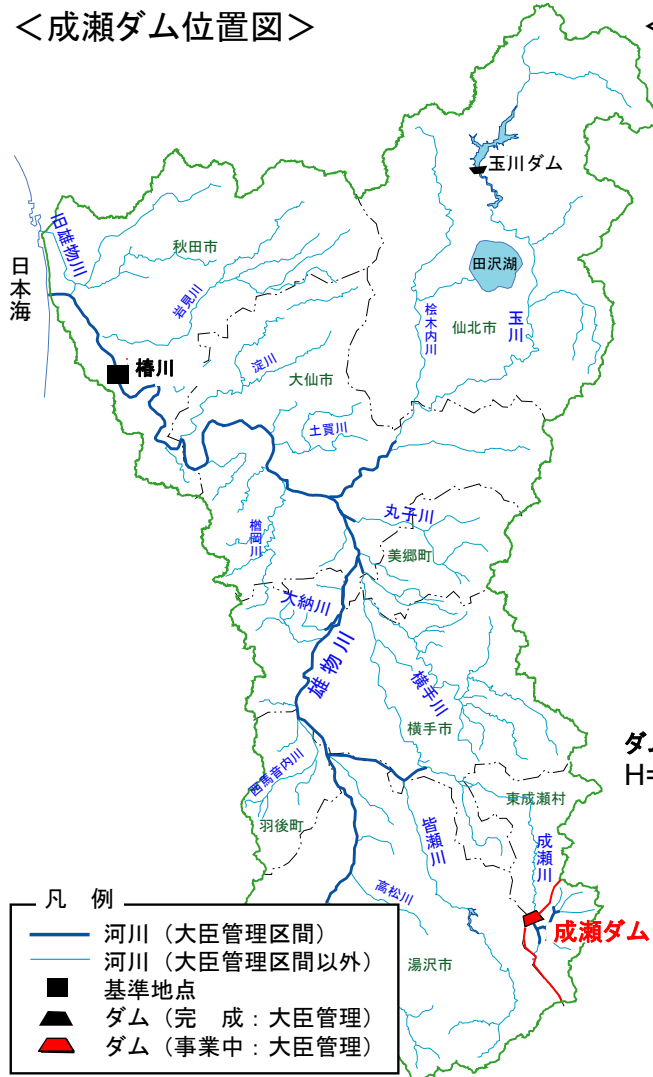 ＜成瀬ダム位置図＞
＜
玉川ダム
旧雄物川
秋田市
日本海
田沢湖
岩見川
桧木内川
仙北市
玉川
椿川
淀川
大仙市
土買川
丸子川
楢岡川
美郷町
大納川
雄物川
横手川
横手市
ダム
H=
西馬音内川
東成瀬村
羽後町
皆瀬川
成瀬川
高松川
成瀬ダム
湯沢市
凡　例
河川（大臣管理区間）
河川（大臣管理区間以外）
基準地点
ダム（完　成：大臣管理）
ダム（事業中：大臣管理）